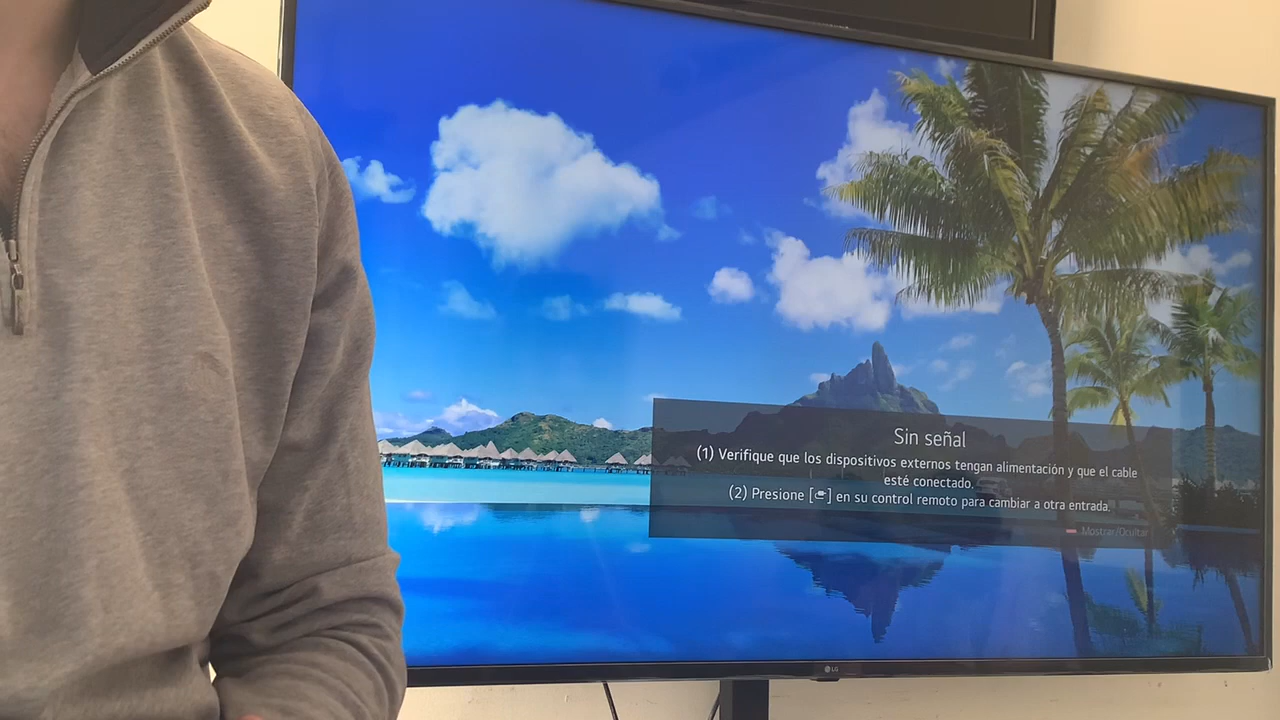 Sin señal
(1) Verifique que los dispositivos externos tengan alimentación y que el cable
esté conectado.
(2) Presione [ ] en su control remoto para cambiar a otra entrada.
Mostrar/Ocultar
LG